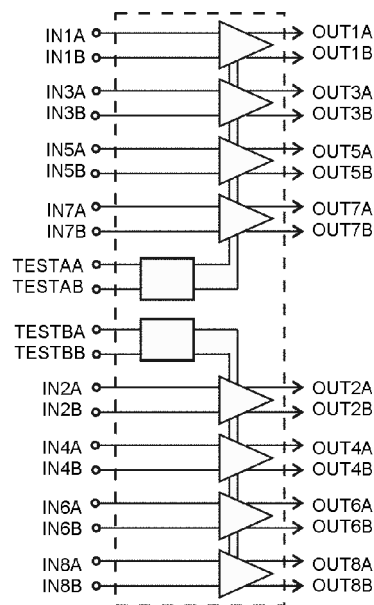 IN1A OUT1A
IN1B OUT1B
IN3A OUT3A
IN3B OUT3B
IN5A OUT5A
IN5B OUT5B
IN7A OUT7A
IN7B OUT7B
TESTAA
TESTAB
TESTBA
TESTBB
IN2A OUT2A
IN2B OUT2B
IN4A OUT4A
IN4B OUT4B
IN6A OUT6A
IN6B OUT6B
IN8A OUT8A
IN8B OUT8B